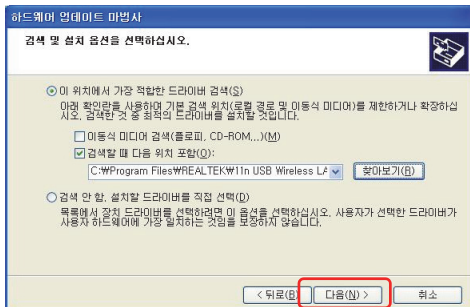 하드웨어 업데이트 마법사
검색 및 설치 옵션을 선택하십시오.
이 위치에서 가장 적합한 드라이버 검색(S)
아래 확인란을 사용하여 기본 검색 위치(로컬 경로 및 이동식 미디어)를 제한하거나 확장하십
시오. 검색한 것 중 최적의 드라이버를 설치할 것입니다.
이동식 미디어 검색(플로피, CD-ROM...)(M)
검색할 때 다음 위치 포함(O):
C:₩Program Files₩REALTEK₩11n USB Wireless LA
찾아보기(R)
검색 안 함. 설치할 드라이버를 직접 선택(D)
목록에서 장치 드라이버를 선택하려면 이 옵션을 선택하십시오. 사용자가 선택한 드라이버가
사용자 하드웨어에 가장 일치하는 것임을 보장하지 않습니다.
< 뒤로(B) 다음(N) > 취소